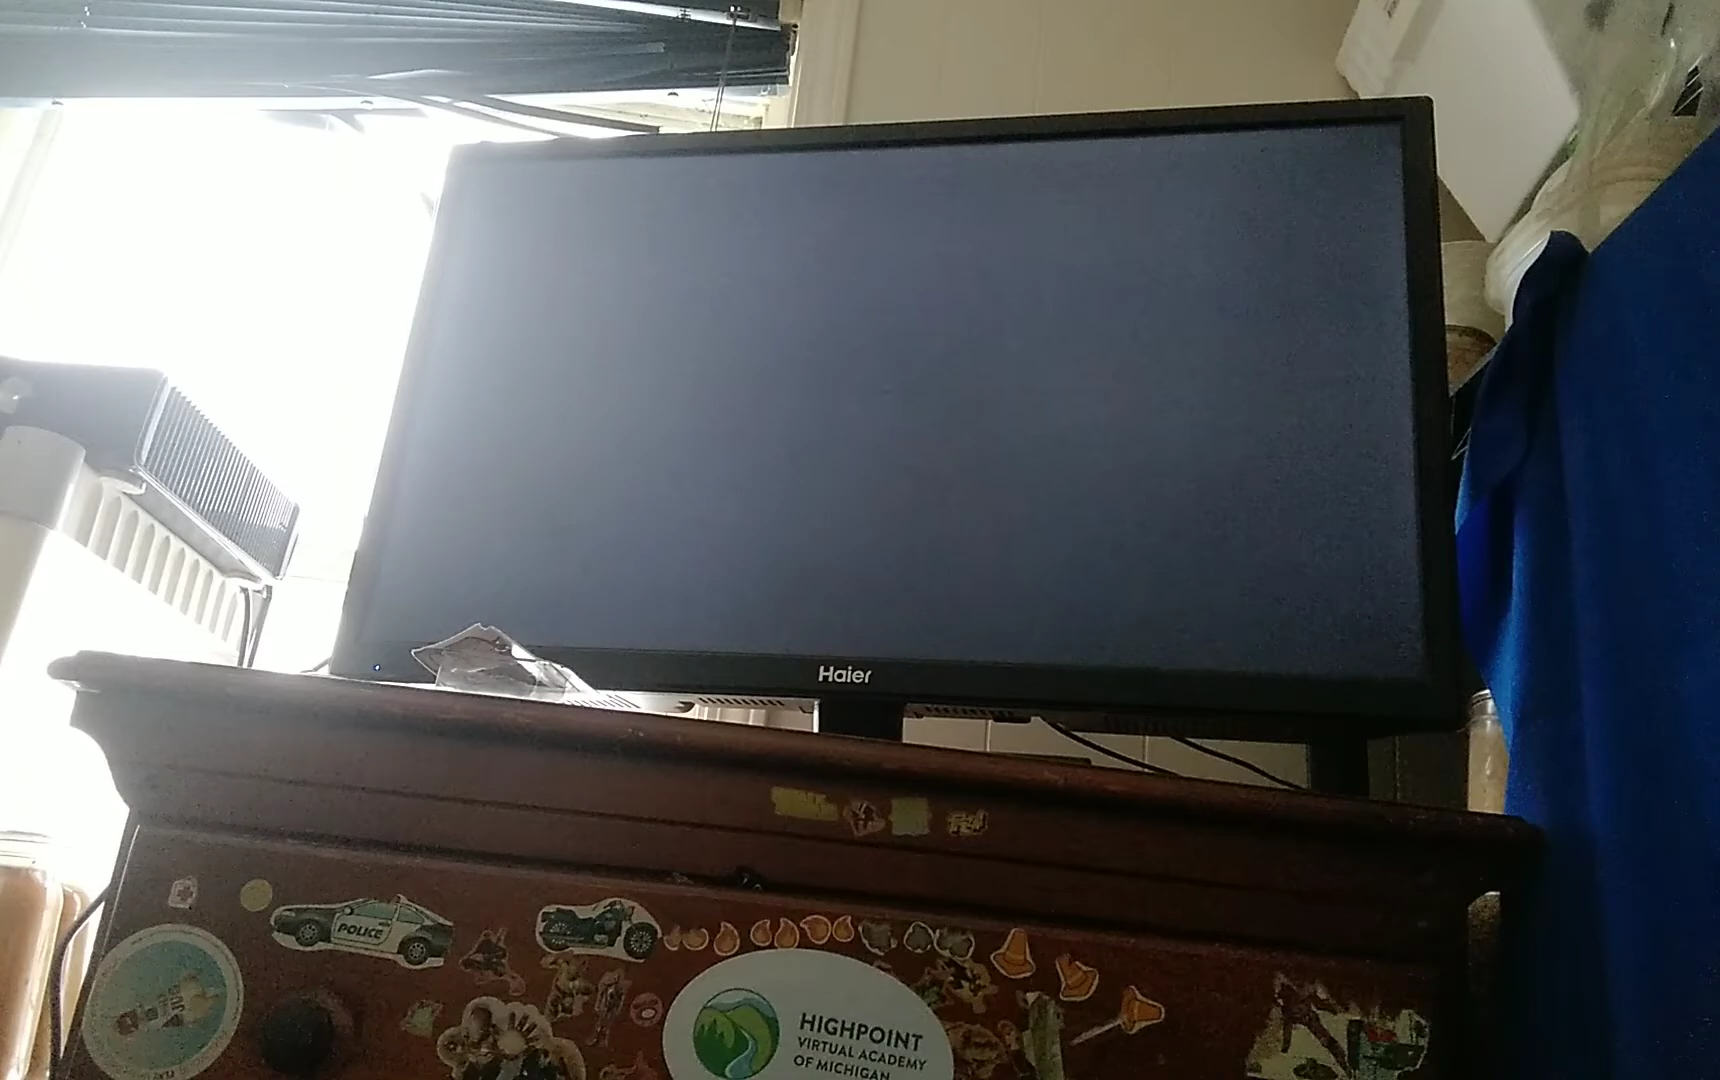 Haier
POLICE
HIGHPOINT
VIRTUAL ACADEMY
OF MICHIGAN